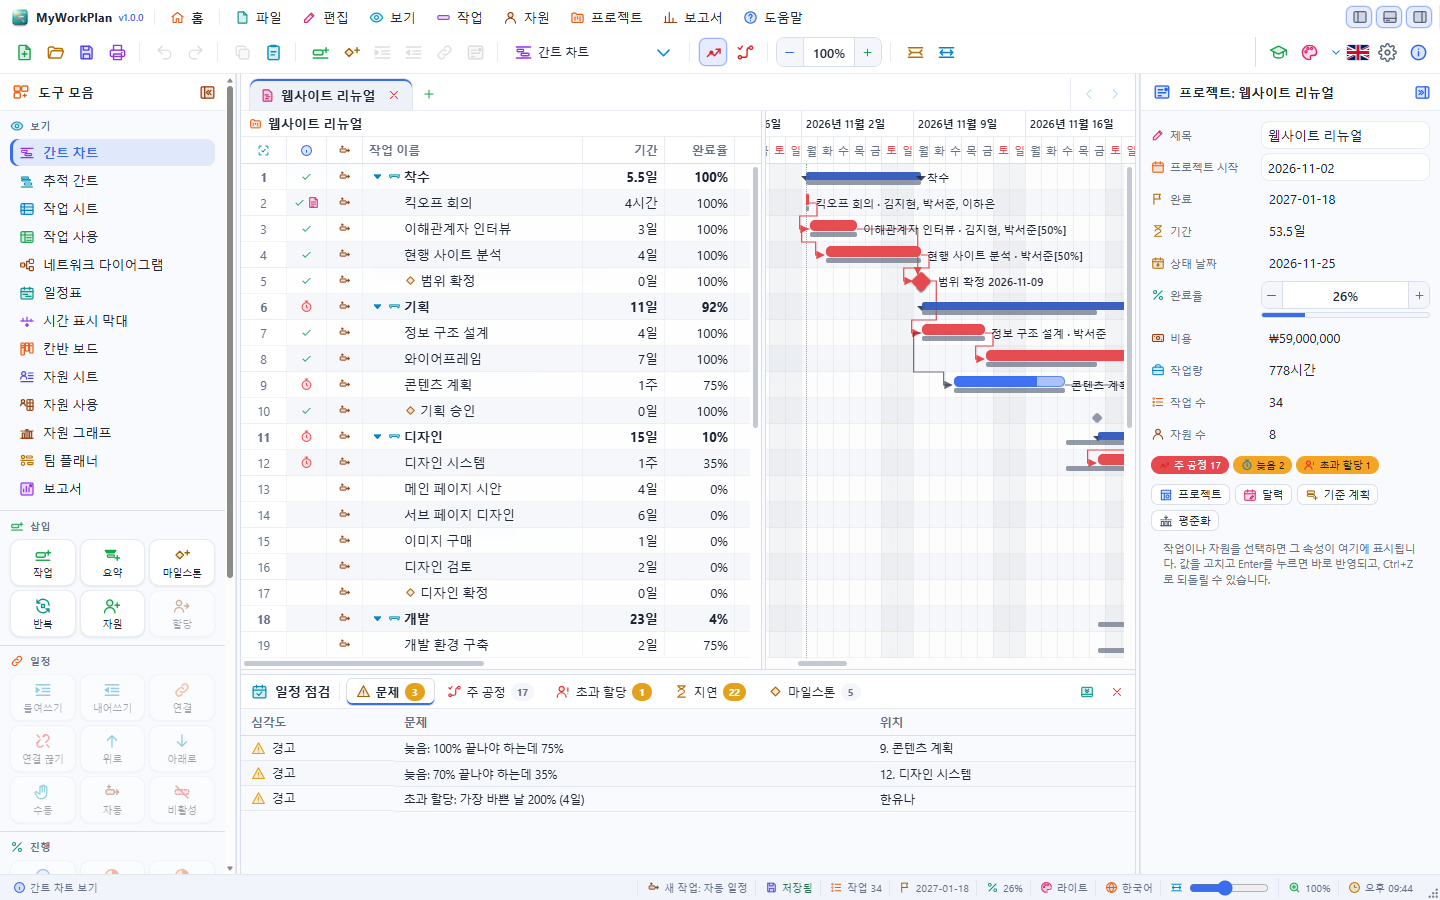 MyWorkPlan v1.0.0 홈 파일 편집 보기 작업 자원 프로젝트 보고서 도움말
간트 차트 100%
도구 모음
보기
간트 차트
추적 간트
작업 시트
작업 사용
네트워크 다이어그램
일정표
시간 표시 막대
칸반 보드
자원 시트
자원 사용
자원 그래프
팀 플래너
보고서
삽입
작업 요약 마일스톤
반복 자원 할당
일정
들여쓰기 내어쓰기 연결
연결 끊기 위로 아래로
수동 자동 비활성
진행
웹사이트 리뉴얼
웹사이트 리뉴얼
작업 이름 기간 완료율
1 착수 5.5일 100%
2 킥오프 회의 4시간 100%
3 이해관계자 인터뷰 3일 100%
4 현행 사이트 분석 4일 100%
5 범위 확정 0일 100%
6 기획 11일 92%
7 정보 구조 설계 4일 100%
8 와이어프레임 7일 100%
9 콘텐츠 계획 1주 75%
10 기획 승인 0일 100%
11 디자인 15일 10%
12 디자인 시스템 1주 35%
13 메인 페이지 시안 4일 0%
14 서브 페이지 디자인 6일 0%
15 이미지 구매 1일 0%
16 디자인 검토 2일 0%
17 디자인 확정 0일 0%
18 개발 23일 4%
19 개발 환경 구축 2일 75%
6일 2026년 11월 2일 2026년 11월 9일 2026년 11월 16일
토 일 월 화 수 목 금 토 일 월 화 수 목 금 토 일 월 화 수 목 금 토 일
착수
킥오프 회의 · 김지현, 박서준, 이하은
이해관계자 인터뷰 · 김지현, 박서준[50%]
현행 사이트 분석 · 박서준[50%]
범위 확정 2026-11-09
정보 구조 설계 · 박서준
콘텐츠 계획
일정 점검 문제 3 주 공정 17 초과 할당 1 지연 22 마일스톤 5
심각도 문제 위치
경고 늦음: 100% 끝나야 하는데 75% 9. 콘텐츠 계획
경고 늦음: 70% 끝나야 하는데 35% 12. 디자인 시스템
경고 초과 할당: 가장 바쁜 날 200% (4일) 한유나
프로젝트: 웹사이트 리뉴얼
제목 웹사이트 리뉴얼
프로젝트 시작 2026-11-02
완료 2027-01-18
기간 53.5일
상태 날짜 2026-11-25
완료율 26%
비용 ₩59,000,000
작업량 778시간
작업 수 34
자원 수 8
주 공정 17 늦음 2 초과 할당 1
프로젝트 달력 기준 계획
평준화
작업이나 자원을 선택하면 그 속성이 여기에 표시됩니
다. 값을 고치고 Enter를 누르면 바로 반영되고, Ctrl+Z
로 되돌릴 수 있습니다.
간트 차트 보기 새 작업: 자동 일정 저장됨 작업 34 2027-01-18 26% 라이트 한국어 100% 오후 09:44